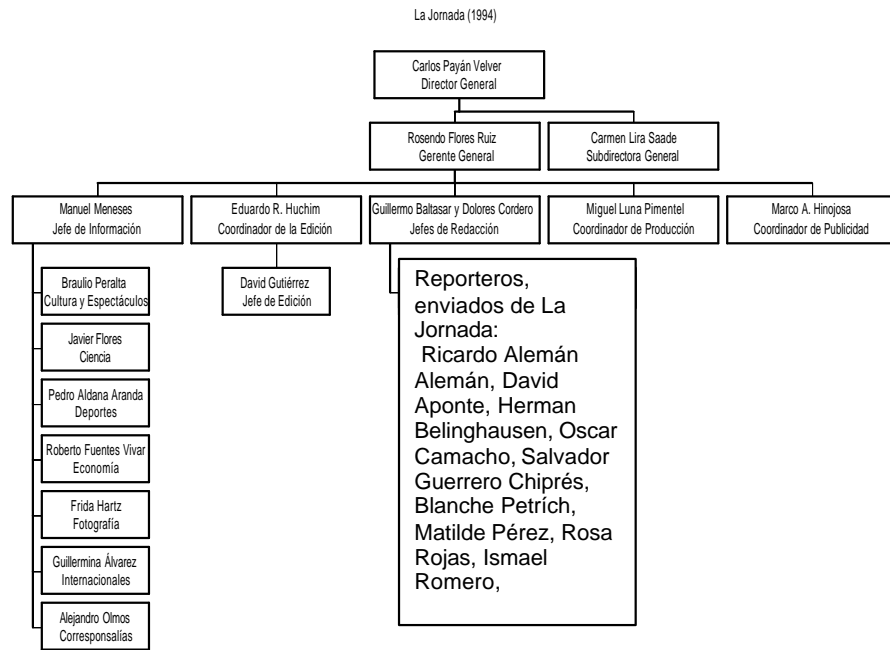 La Jornada (1994)
Carlos Payán Velver
Director General
Rosendo Flores Ruiz
Gerente General
Carmen Lira Saade
Subdirectora General
Manuel Meneses
Jefe de Información
Eduardo R. Huchim
Coordinador de la Edición
Guillermo Baltasar y Dolores Cordero
Jefes de Redacción
Miguel Luna Pimentel
Coordinador de Producción
Marco A. Hinojosa
Coordinador de Publicidad
Braulio Peralta
Cultura y Espectáculos
Javier Flores
Ciencia
Pedro Aldana Aranda
Deportes
Roberto Fuentes Vivar
Economía
Frida Hartz
Fotografía
Guillermina Álvarez
Internacionales
Alejandro Olmos
Corresponsalías
David Gutiérrez
Jefe de Edición
Reporteros,
enviados de La
Jornada:
Ricardo Alemán
Alemán, David
Aponte, Herman
Belinghausen, Oscar
Camacho, Salvador
Guerrero Chiprés,
Blanche Petrích,
Matilde Pérez, Rosa
Rojas, Ismael
Romero,